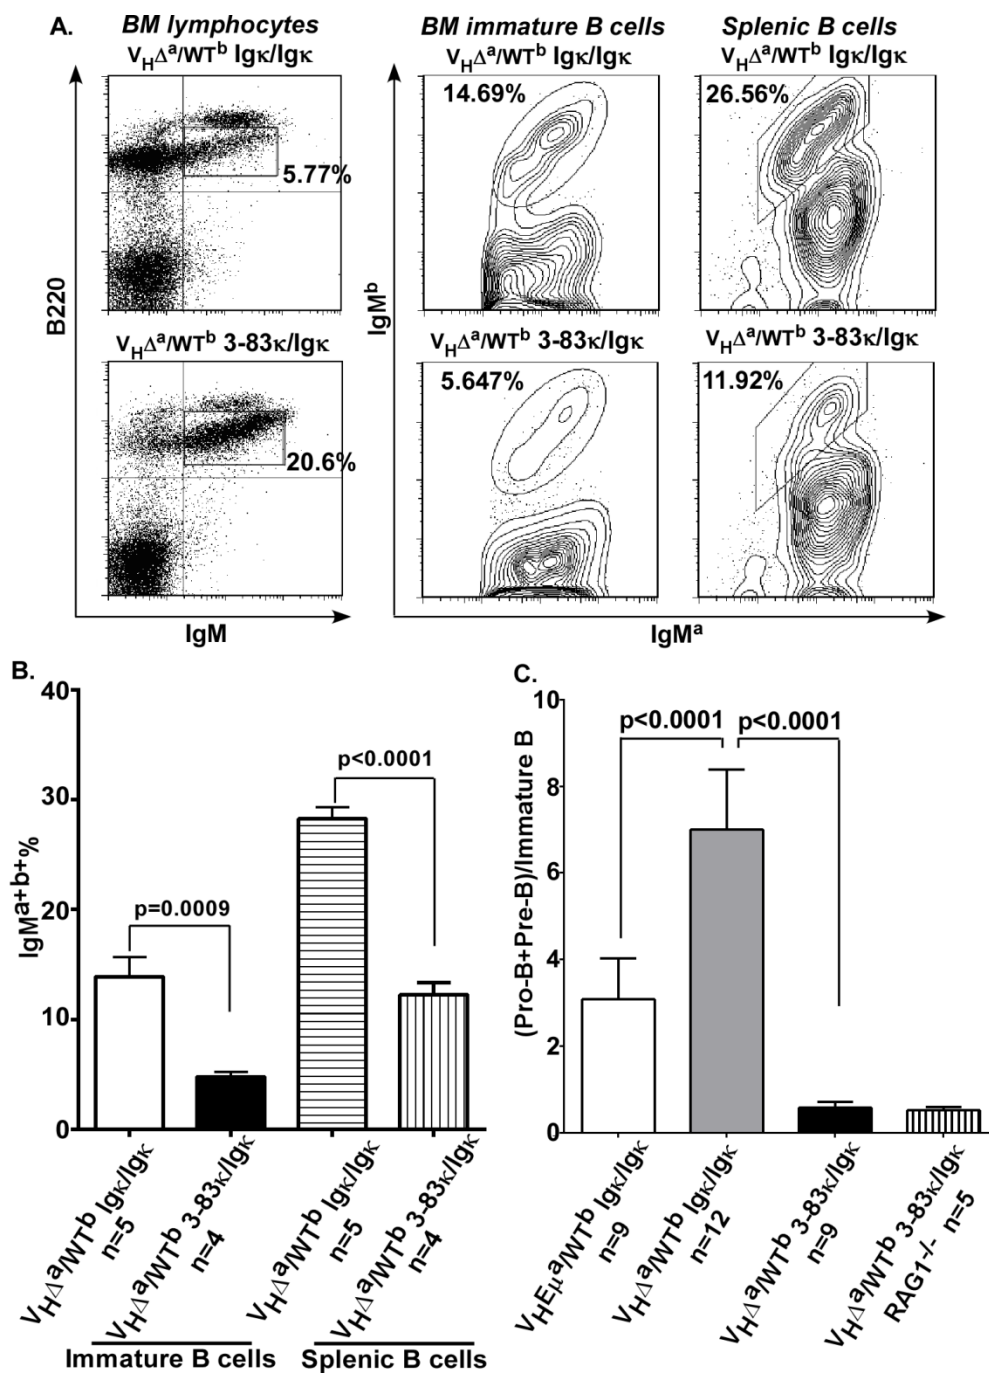 A.
BM lymphocytes
BM immature B cells
Splenic B cells
VHΔa/WTb Igκ/Igκ
VHΔa/WTb Igκ/Igκ
VHΔa/WTb Igκ/Igκ
14.69%
26.56%
5.77%
B220
IgMb
VHΔa/WTb 3-83κ/Igκ
VHΔa/WTb 3-83κ/Igκ
VHΔa/WTb 3-83κ/Igκ
5.647%
11.92%
20.6%
IgM
IgMa
B.
40
30
20
10
0
IgMa+b+%
p=0.0009
p<0.0001
VHΔa/WTb Igκ/Igκ
n=5
VHΔa/WTb 3-83κ/Igκ
n=4
VHΔa/WTb Igκ/Igκ
n=5
VHΔa/WTb 3-83κ/Igκ
n=4
Immature B cells
Splenic B cells
C.
10
8
6
4
2
0
(Pro-B+Pre-B)/Immature B
p<0.0001
p<0.0001
VHEμa/WTb Igκ/Igκ
n=9
VHΔa/WTb Igκ/Igκ
n=12
VHΔa/WTb 3-83κ/Igκ
n=9
VHΔa/WTb 3-83κ/Igκ
RAG1-/- n=5